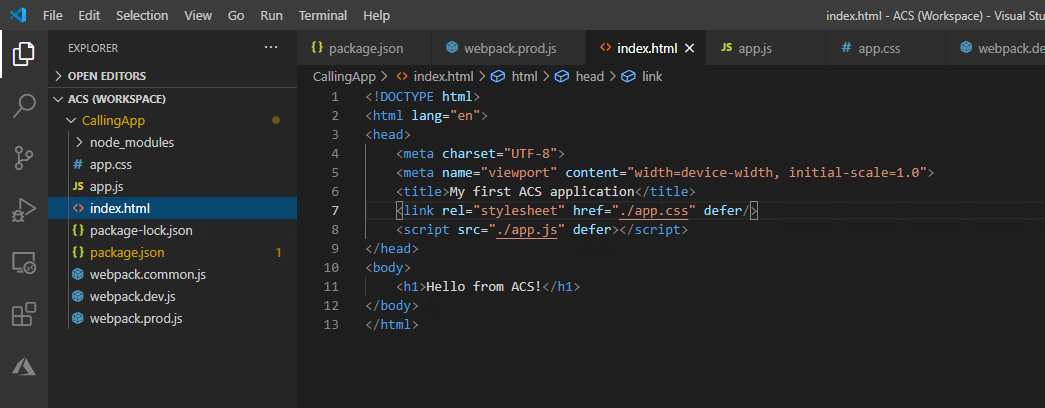 File Edit Selection View Go Run Terminal Help index.html - ACS (Workspace) - Visual Stu
EXPLORER ...
OPEN EDITORS
ACS (WORKSPACE)
CallingApp
node_modules
# app.css
JS app.js
<> index.html
{} package-lock.json
{} package.json 1
webpack.common.js
webpack.dev.js
webpack.prod.js
{} package.json webpack.prod.js <> index.html JS app.js # app.css webpack.de
CallingApp > <> index.html > html > head > link
1 <!DOCTYPE html>
2 <html lang="en">
3 <head>
4 <meta charset="UTF-8">
5 <meta name="viewport" content="width=device-width, initial-scale=1.0">
6 <title>My first ACS application</title>
7 <link rel="stylesheet" href="./app.css" defer/>
8 <script src="./app.js" defer></script>
9 </head>
10 <body>
11 <h1>Hello from ACS!</h1>
12 </body>
13 </html>